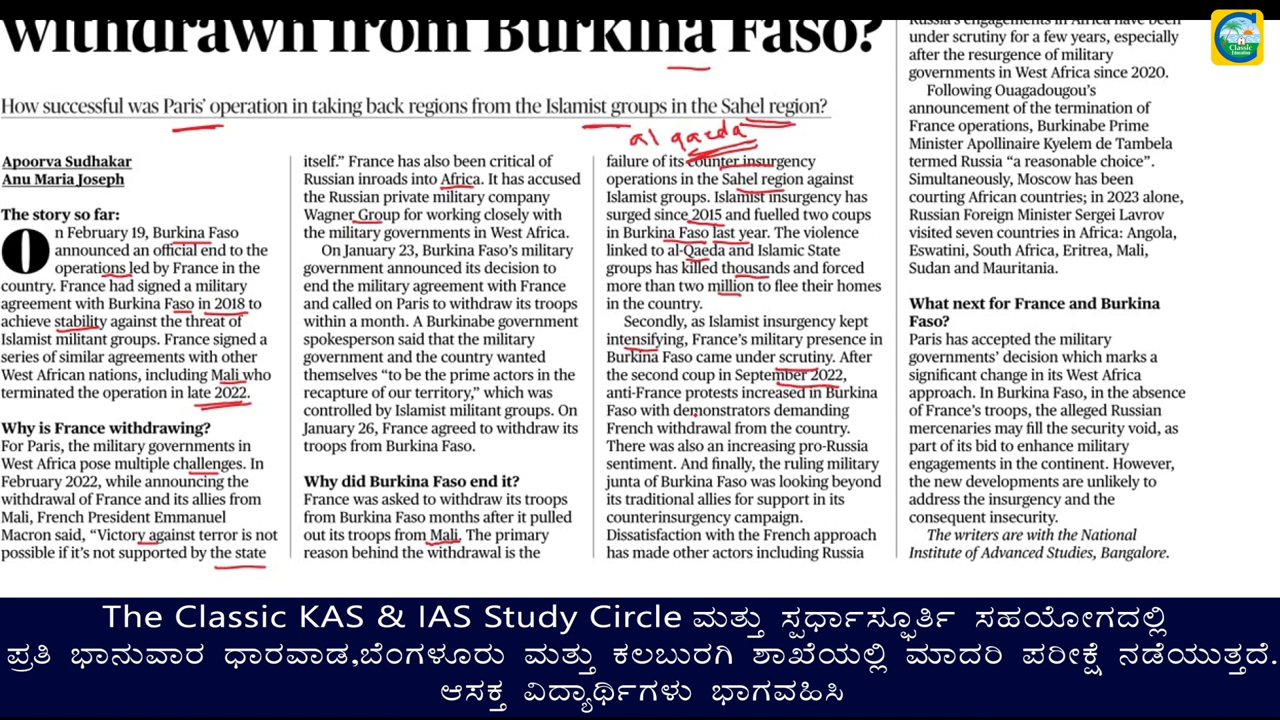 withdrawn from Burkina Faso?
How successful was Paris' operation in taking back regions from the Islamist groups in the Sahel region?
al qaeda
Apoorva Sudhakar
Anu Maria Joseph
The story so far:
On February 19, Burkina Faso
announced an official end to the
operations led by France in the
country. France had signed a military
agreement with Burkina Faso in 2018 to
achieve stability against the threat of
Islamist militant groups. France signed a
series of similar agreements with other
West African nations, including Mali who
terminated the operation in late 2022.
Why is France withdrawing?
For Paris, the military governments in
West Africa pose multiple challenges. In
February 2022, while announcing the
withdrawal of France and its allies from
Mali, French President Emmanuel
Macron said, “Victory against terror is not
possible if it’s not supported by the state
itself.” France has also been critical of
Russian inroads into Africa. It has accused
the Russian private military company
Wagner Group for working closely with
the military governments in West Africa.
On January 23, Burkina Faso’s military
government announced its decision to
end the military agreement with France
and called on Paris to withdraw its troops
within a month. A Burkinabe government
spokesperson said that the military
government and the country wanted
themselves “to be the prime actors in the
recapture of our territory,” which was
controlled by Islamist militant groups. On
January 26, France agreed to withdraw its
troops from Burkina Faso.
Why did Burkina Faso end it?
France was asked to withdraw its troops
from Burkina Faso months after it pulled
out its troops from Mali. The primary
reason behind the withdrawal is the
failure of its counter insurgency
operations in the Sahel region against
Islamist groups. Islamist insurgency has
surged since 2015 and fuelled two coups
in Burkina Faso last year. The violence
linked to al-Qaeda and Islamic State
groups has killed thousands and forced
more than two million to flee their homes
in the country.
Secondly, as Islamist insurgency kept
intensifying, France’s military presence in
Burkina Faso came under scrutiny. After
the second coup in September 2022,
anti-France protests increased in Burkina
Faso with demonstrators demanding
French withdrawal from the country.
There was also an increasing pro-Russia
sentiment. And finally, the ruling military
junta of Burkina Faso was looking beyond
its traditional allies for support in its
counterinsurgency campaign.
Dissatisfaction with the French approach
has made other actors including Russia
Russia’s engagements in Africa have been
under scrutiny for a few years, especially
after the resurgence of military
governments in West Africa since 2020.
Following Ouagadougou’s
announcement of the termination of
France operations, Burkinabe Prime
Minister Apollinaire Kyelem de Tambela
termed Russia “a reasonable choice”.
Simultaneously, Moscow has been
courting African countries; in 2023 alone,
Russian Foreign Minister Sergei Lavrov
visited seven countries in Africa: Angola,
Eswatini, South Africa, Eritrea, Mali,
Sudan and Mauritania.
What next for France and Burkina
Faso?
Paris has accepted the military
governments’ decision which marks a
significant change in its West Africa
approach. In Burkina Faso, in the absence
of France’s troops, the alleged Russian
mercenaries may fill the security void, as
part of its bid to enhance military
engagements in the continent. However,
the new developments are unlikely to
address the insurgency and the
consequent insecurity.
The writers are with the National
Institute of Advanced Studies, Bangalore.
Classic
Education
The Classic KAS & IAS Study Circle ಮತ್ತು ಸ್ಪರ್ಧಾಸ್ಫೂರ್ತಿ ಸಹಯೋಗದಲ್ಲಿ
ಪ್ರತಿ ಭಾನುವಾರ ಧಾರವಾಡ,ಬೆಂಗಳೂರು ಮತ್ತು ಕಲಬುರಗಿ ಶಾಖೆಯಲ್ಲಿ ಮಾದರಿ ಪರೀಕ್ಷೆ ನಡೆಯುತ್ತದೆ.
ಆಸಕ್ತ ವಿದ್ಯಾರ್ಥಿಗಳು ಭಾಗವಹಿಸಿ